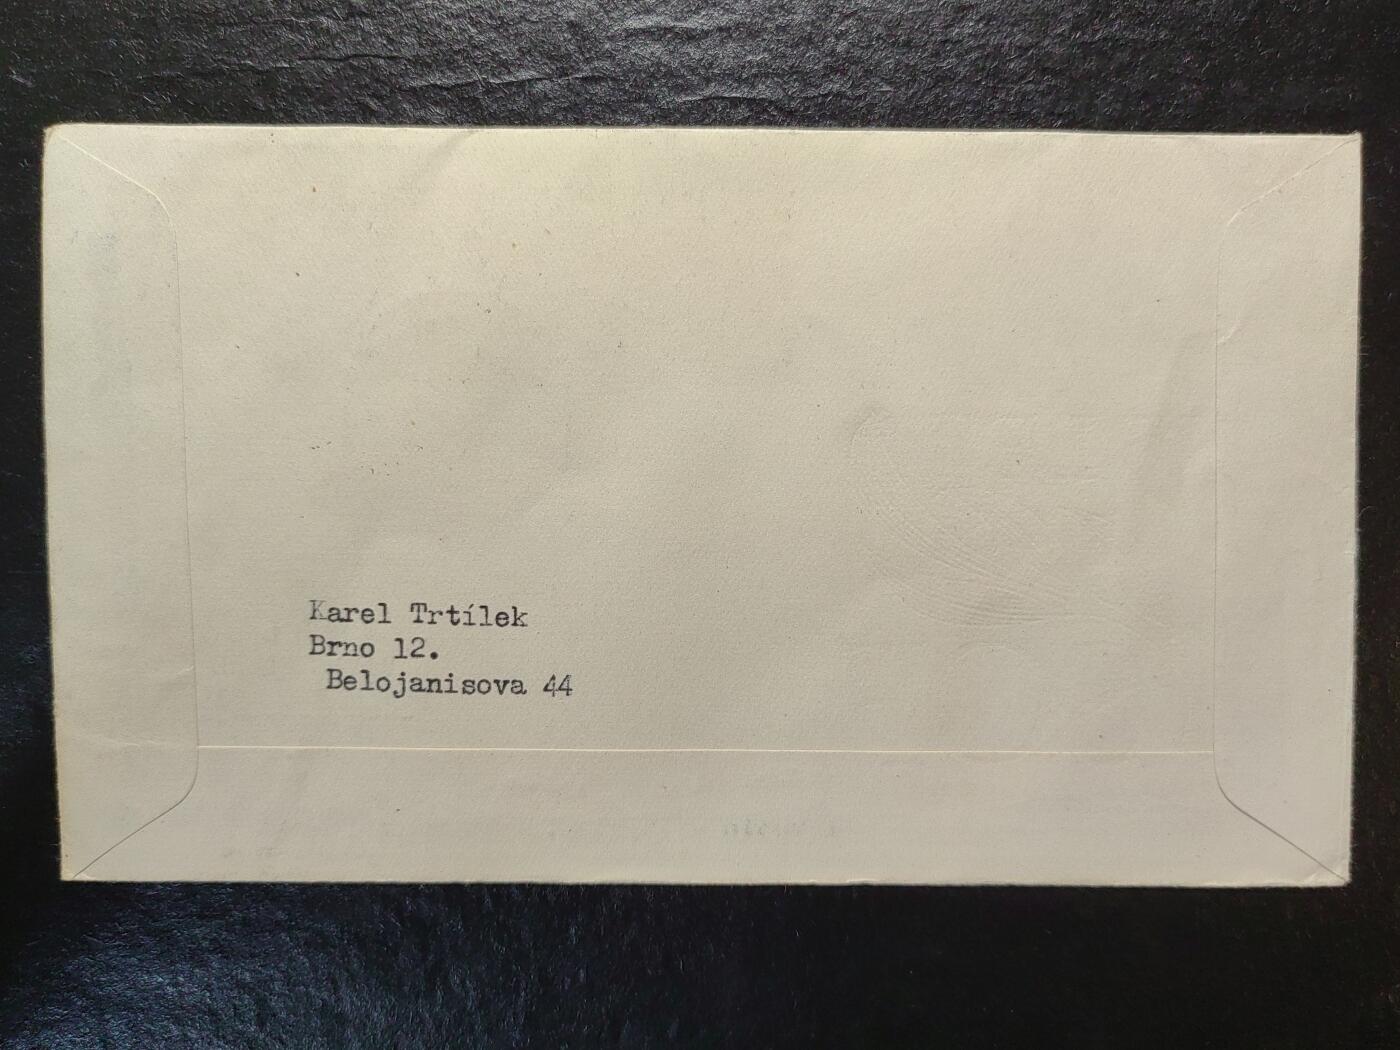 Karel Trtílek
Brno 12.
Belojanisova 44